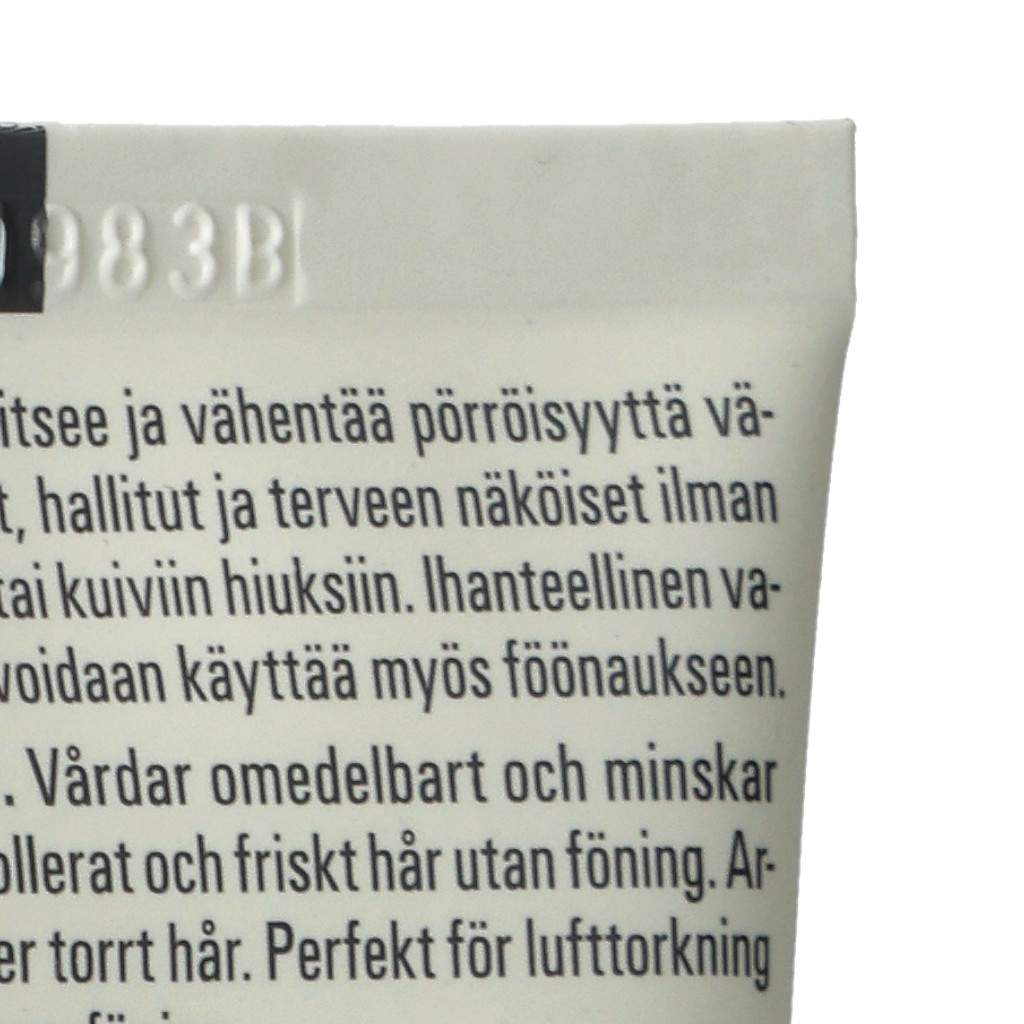 983B
itsee ja vähentää pörröisyyttä vä-
t, hallitut ja terveen näköiset ilman
tai kuiviin hiuksiin. Ihanteellinen va-
voidaan käyttää myös föönaukseen.
. Vårdar omedelbart och minskar
ollerat och friskt hår utan föning. Ar-
er torrt hår. Perfekt för lufttorkning